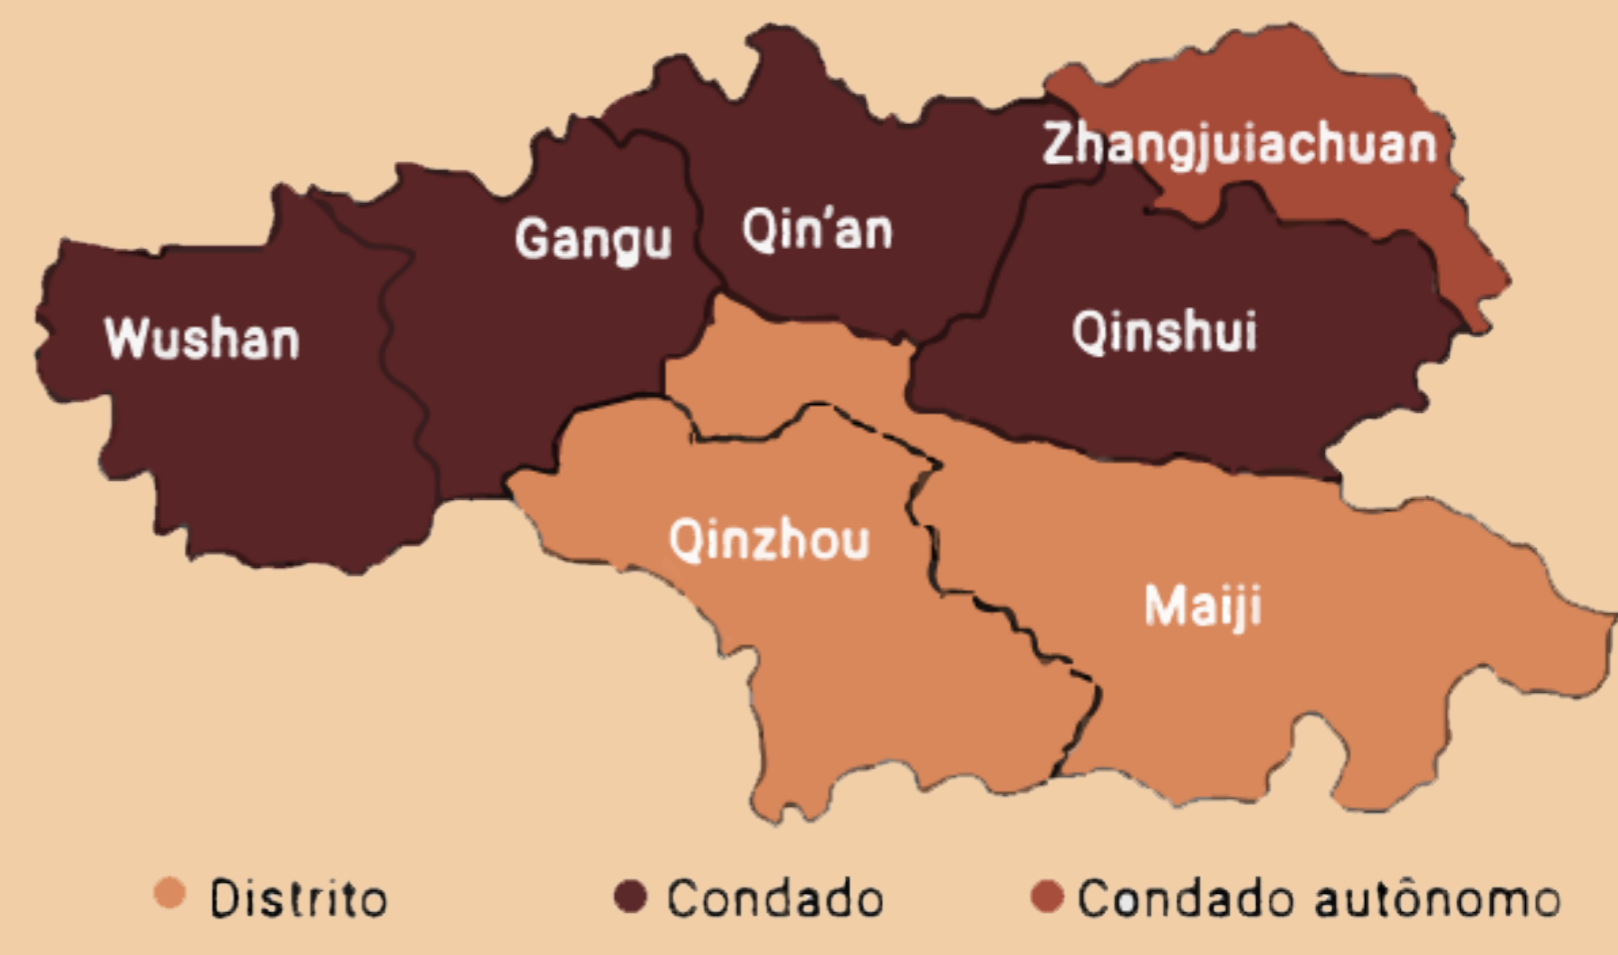 Zhangjuiachuan
Gangu
Qin'an
Wushan
Qinshui
Qinzhou
Maiji
Distrito
Condado
Condado autônomo